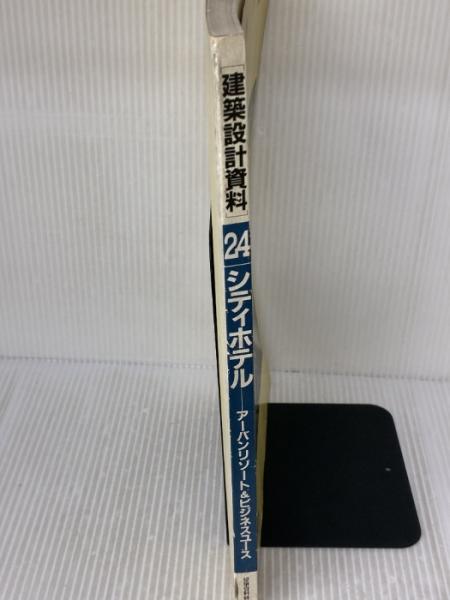 [建築設計資料]
24
シティホテル
—アーバンリゾート&ビジネスユース